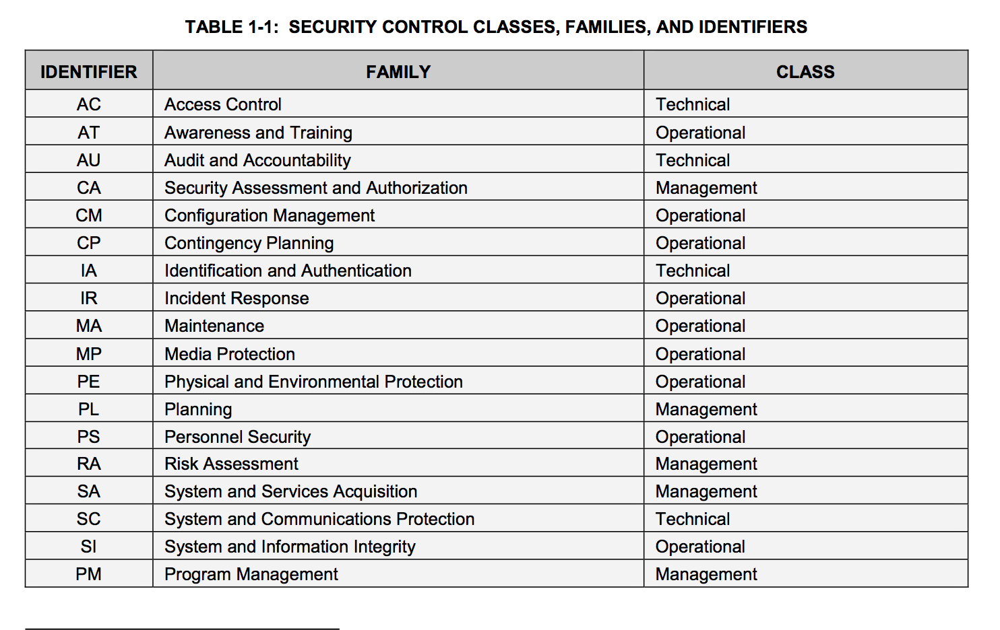 TABLE 1-1: SECURITY CONTROL CLASSES, FAMILIES, AND IDENTIFIERS
IDENTIFIER FAMILY CLASS
AC Access Control Technical
AT Awareness and Training Operational
AU Audit and Accountability Technical
CA Security Assessment and Authorization Management
CM Configuration Management Operational
CP Contingency Planning Operational
IA Identification and Authentication Technical
IR Incident Response Operational
MA Maintenance Operational
MP Media Protection Operational
PE Physical and Environmental Protection Operational
PL Planning Management
PS Personnel Security Operational
RA Risk Assessment Management
SA System and Services Acquisition Management
SC System and Communications Protection Technical
SI System and Information Integrity Operational
PM Program Management Management